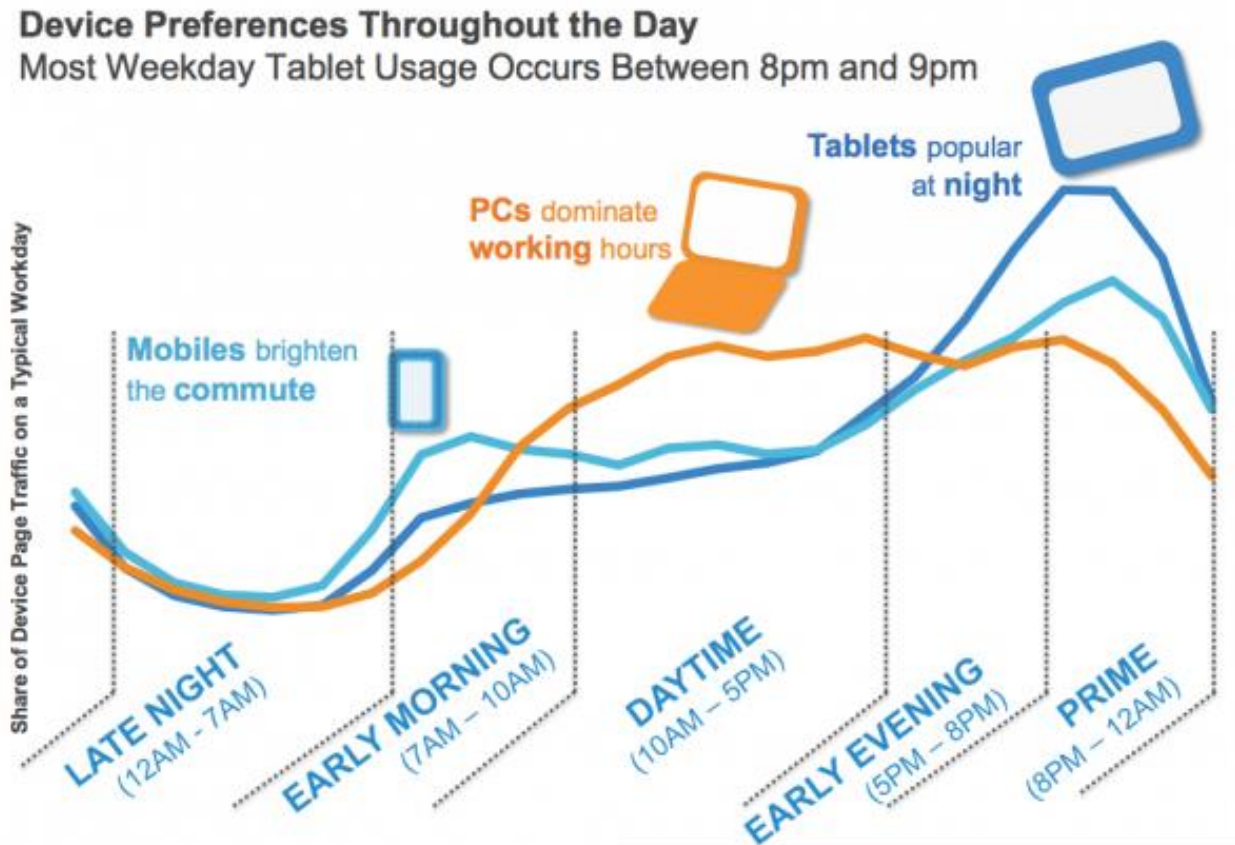 Device Preferences Throughout the Day
Most Weekday Tablet Usage Occurs Between 8pm and 9pm
Tablets popular
at night
PCs dominate
working hours
Mobiles brighten
the commute
Share of Device Page Traffic on a Typical Workday
LATE NIGHT
(12AM - 7AM)
EARLY MORNING
(7AM – 10AM)
DAYTIME
(10AM – 5PM)
EARLY EVENING
(5PM – 8PM)
PRIME
(8PM – 12AM)